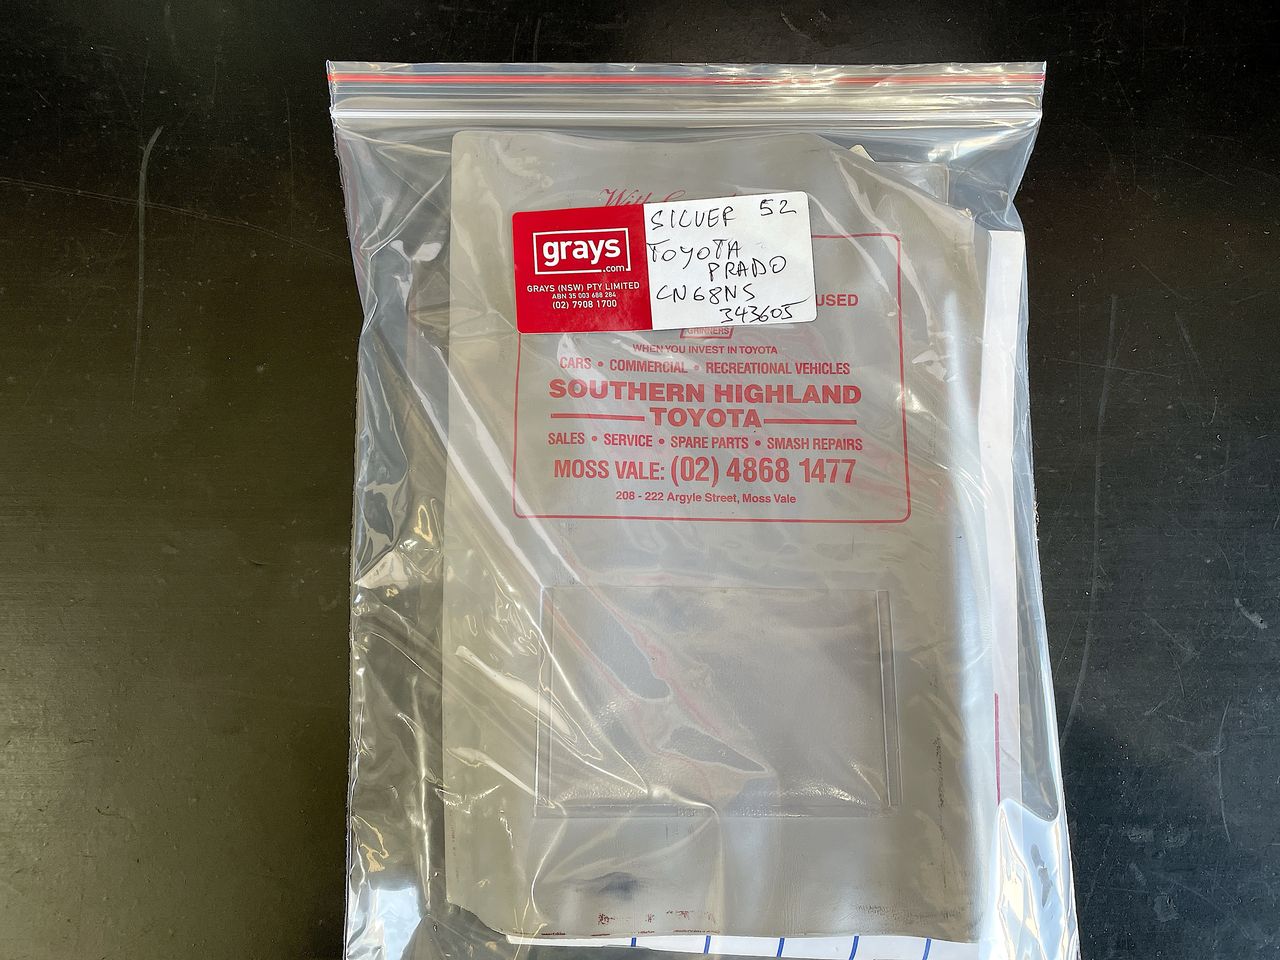 With
grays
.com
GRAYS (NSW) PTY LIMITED
ABN 35 003 688 284
(02) 7908 1700
SILVER 52
TOYOTA
PRADO
CN68NS
343605
USED
GRINNERS
WHEN YOU INVEST IN TOYOTA
CARS • COMMERCIAL • RECREATIONAL VEHICLES
SOUTHERN HIGHLAND
TOYOTA
SALES • SERVICE • SPARE PARTS • SMASH REPAIRS
MOSS VALE: (02) 4868 1477
208 - 222 Argyle Street, Moss Vale